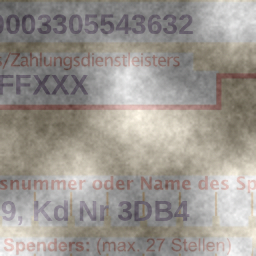 0003305543632
s/Zahlungsdienstleisters
FFXXX
snummer oder Name des Sp
9, Kd Nr 3DB4
Spenders: (max. 27 Stellen)